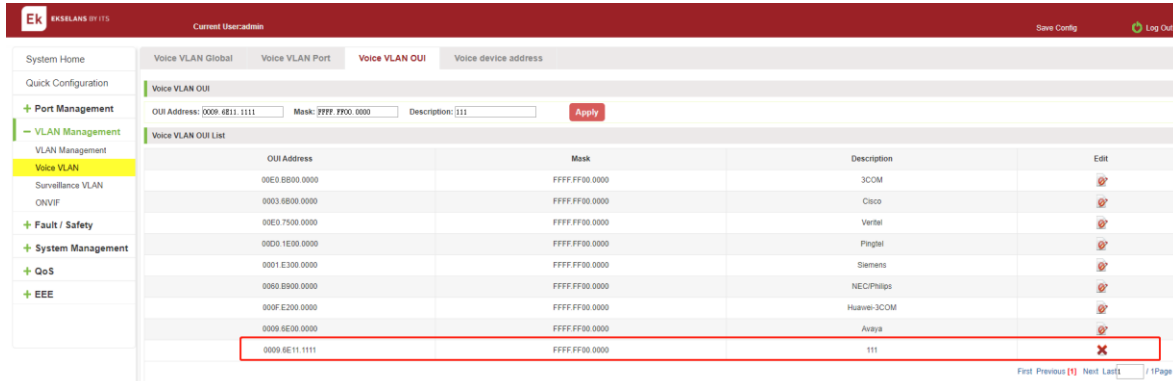 Ek EKSELANS BY ITS
Current User:admin
Save Config
Log Out
System Home
Quick Configuration
+ Port Management
− VLAN Management
VLAN Management
Voice VLAN
Surveillance VLAN
ONVIF
+ Fault / Safety
+ System Management
+ QoS
+ EEE
Voice VLAN Global Voice VLAN Port Voice VLAN OUI Voice device address
Voice VLAN OUI
OUI Address: 0009.6E11.1111 Mask: FFFF.FF00.0000 Description: 111 Apply
Voice VLAN OUI List
OUI Address Mask Description Edit
00E0.BB00.0000 FFFF.FF00.0000 3COM
0003.6B00.0000 FFFF.FF00.0000 Cisco
00E0.7500.0000 FFFF.FF00.0000 Veritel
00D0.1E00.0000 FFFF.FF00.0000 Pingtel
0001.E300.0000 FFFF.FF00.0000 Siemens
0060.B900.0000 FFFF.FF00.0000 NEC/Philips
000F.E200.0000 FFFF.FF00.0000 Huawei-3COM
0009.6E00.0000 FFFF.FF00.0000 Avaya
0009.6E11.1111 FFFF.FF00.0000 111
First Previous [1] Next Last 1 / 1Page